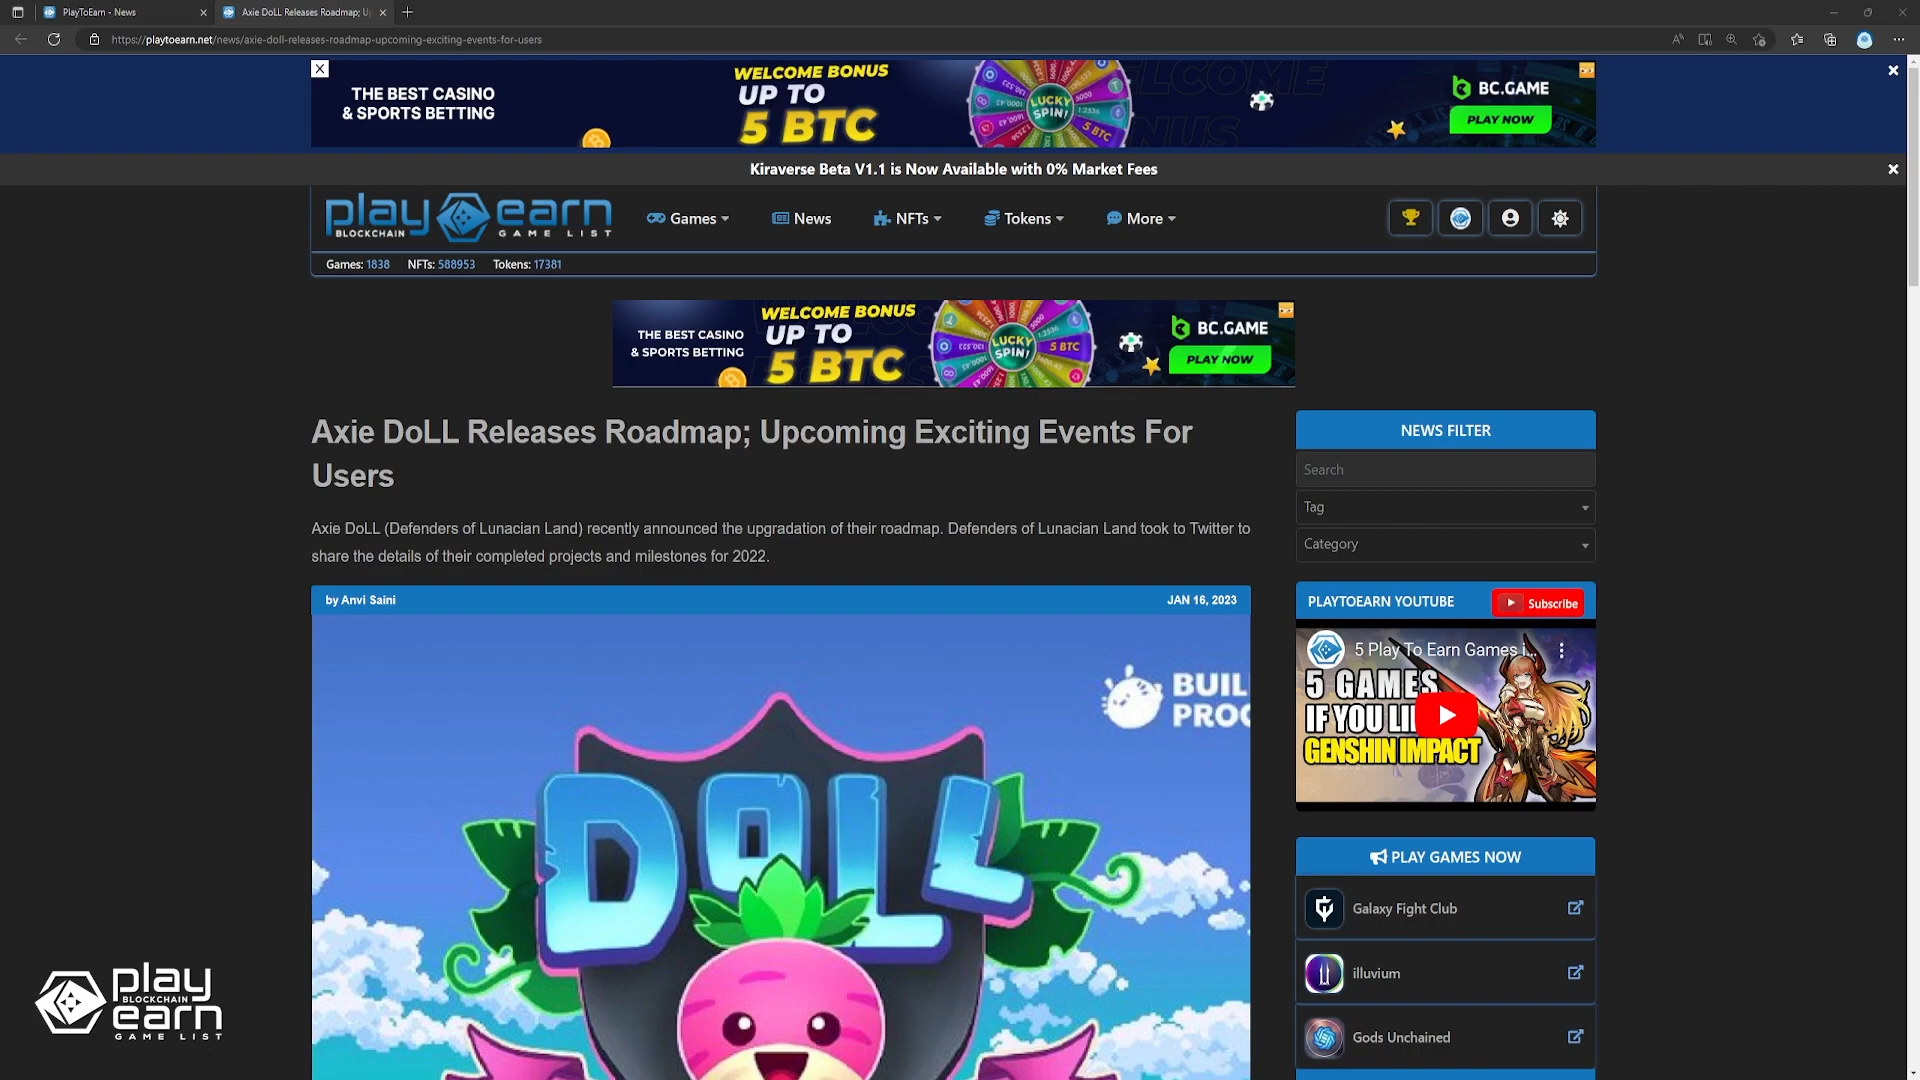 PlayToEarn - News
Axie DoLL Releases Roadmap; U
https://playtoearn.net/news/axie-doll-releases-roadmap-upcoming-exciting-events-for-users
THE BEST CASINO
& SPORTS BETTING
WELCOME BONUS
UP TO
5 BTC
LUCKY
SPIN!
5 BTC
WELCOME
BONUS
BC.GAME
PLAY NOW
Kiraverse Beta V1.1 is Now Available with 0% Market Fees
play earn
BLOCKCHAIN GAME LIST
Games
News
NFTs
Tokens
More
Games: 1838 NFTs: 588953 Tokens: 17381
THE BEST CASINO
& SPORTS BETTING
WELCOME BONUS
UP TO
5 BTC
LUCKY
SPIN!
5 BTC
BC.GAME
PLAY NOW
Axie DoLL Releases Roadmap; Upcoming Exciting Events For
Users
Axie DoLL (Defenders of Lunacian Land) recently announced the upgradation of their roadmap. Defenders of Lunacian Land took to Twitter to
share the details of their completed projects and milestones for 2022.
by Anvi Saini
JAN 16, 2023
BUIL
PROG
DOLL
NEWS FILTER
Search
Tag
Category
PLAYTOEARN YOUTUBE
Subscribe
5 Play To Earn Games i...
5 GAMES
IF YOU LI
GENSHIN IMPACT
PLAY GAMES NOW
Galaxy Fight Club
illuvium
Gods Unchained
play
BLOCKCHAIN
earn
GAME LIST